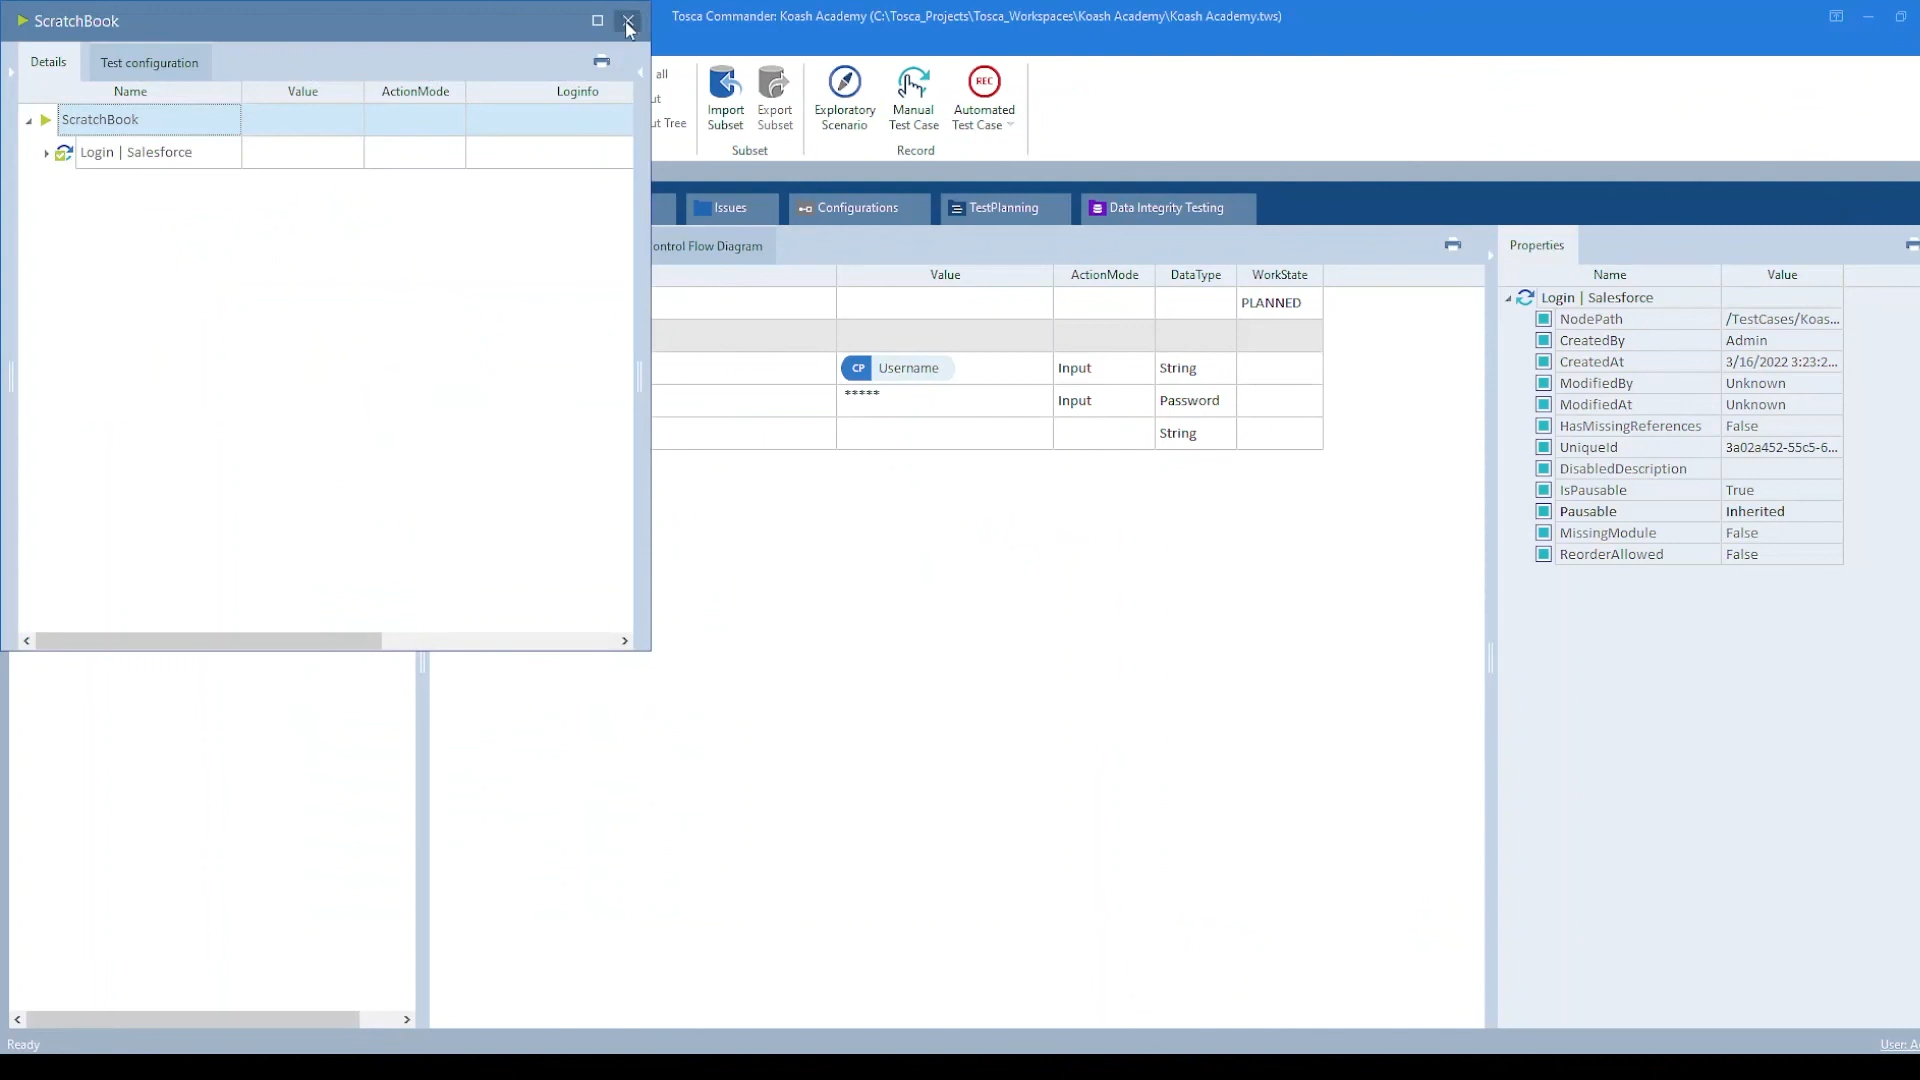 ScratchBook
Tosca Commander: Koash Academy (C:\Tosca_Projects\Tosca_Workspaces\Koash Academy\Koash Academy.tws)
Details
Test configuration
Name Value ActionMode Loginfo
ScratchBook
Login | Salesforce
all
ut
ut Tree
Import Subset
Export Subset
Subset
Exploratory Scenario
Manual Test Case
REC
Automated Test Case
Record
Issues
Configurations
TestPlanning
Data Integrity Testing
ontrol Flow Diagram
Value ActionMode DataType WorkState
PLANNED
CP Username Input String
***** Input Password
String
Properties
Name Value
Login | Salesforce
NodePath /TestCases/Koas...
CreatedBy Admin
CreatedAt 3/16/2022 3:23:2...
ModifiedBy Unknown
ModifiedAt Unknown
HasMissingReferences False
UniqueId 3a02a452-55c5-6...
DisabledDescription
IsPausable True
Pausable Inherited
MissingModule False
ReorderAllowed False
Ready
User: A